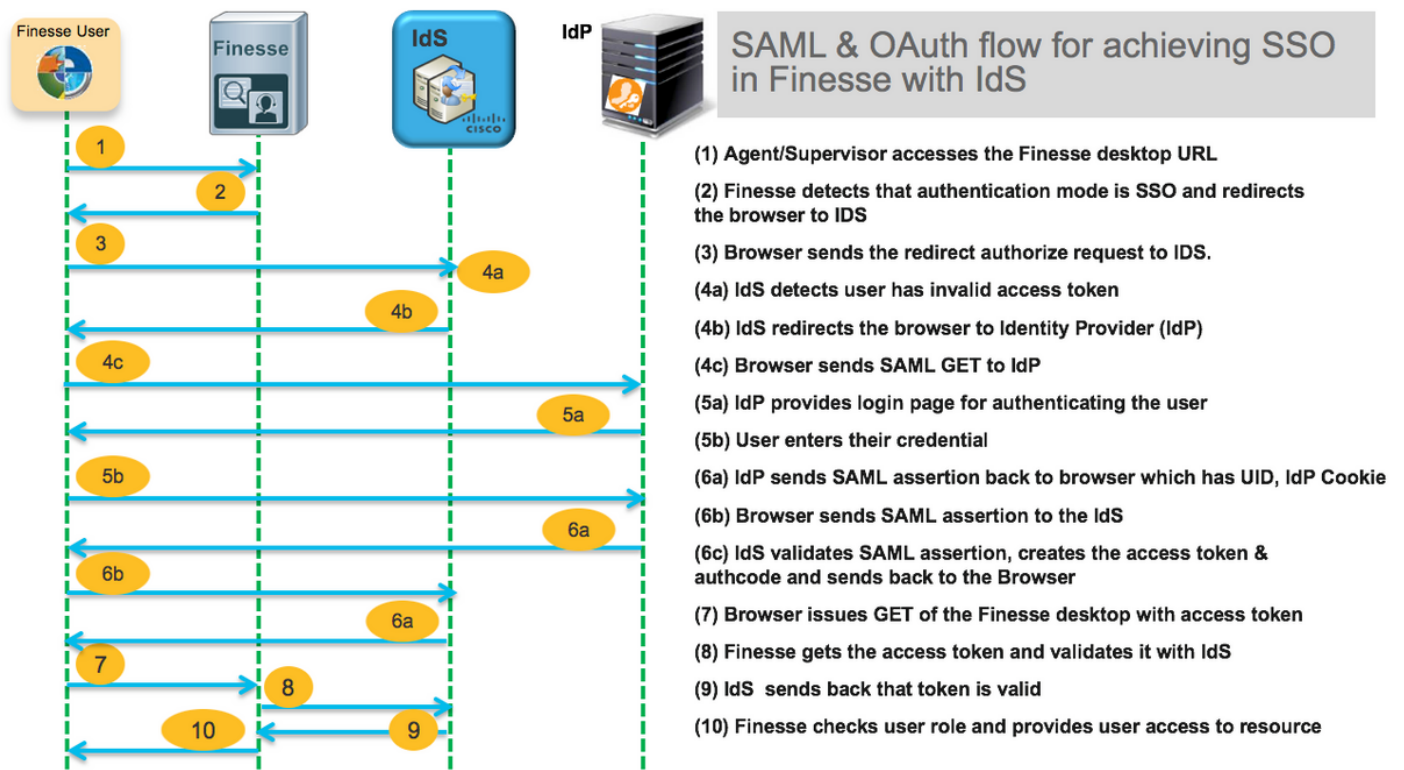 Finesse User
Finesse
IdS
CISCO
IdP
SAML & OAuth flow for achieving SSO
in Finesse with IdS
1
2
3
4a
4b
4c
5a
5b
6a
6b
6a
7
8
9
10
(1) Agent/Supervisor accesses the Finesse desktop URL
(2) Finesse detects that authentication mode is SSO and redirects
the browser to IDS
(3) Browser sends the redirect authorize request to IDS.
(4a) IdS detects user has invalid access token
(4b) IdS redirects the browser to Identity Provider (IdP)
(4c) Browser sends SAML GET to IdP
(5a) IdP provides login page for authenticating the user
(5b) User enters their credential
(6a) IdP sends SAML assertion back to browser which has UID, IdP Cookie
(6b) Browser sends SAML assertion to the IdS
(6c) IdS validates SAML assertion, creates the access token &
authcode and sends back to the Browser
(7) Browser issues GET of the Finesse desktop with access token
(8) Finesse gets the access token and validates it with IdS
(9) IdS  sends back that token is valid
(10) Finesse checks user role and provides user access to resource